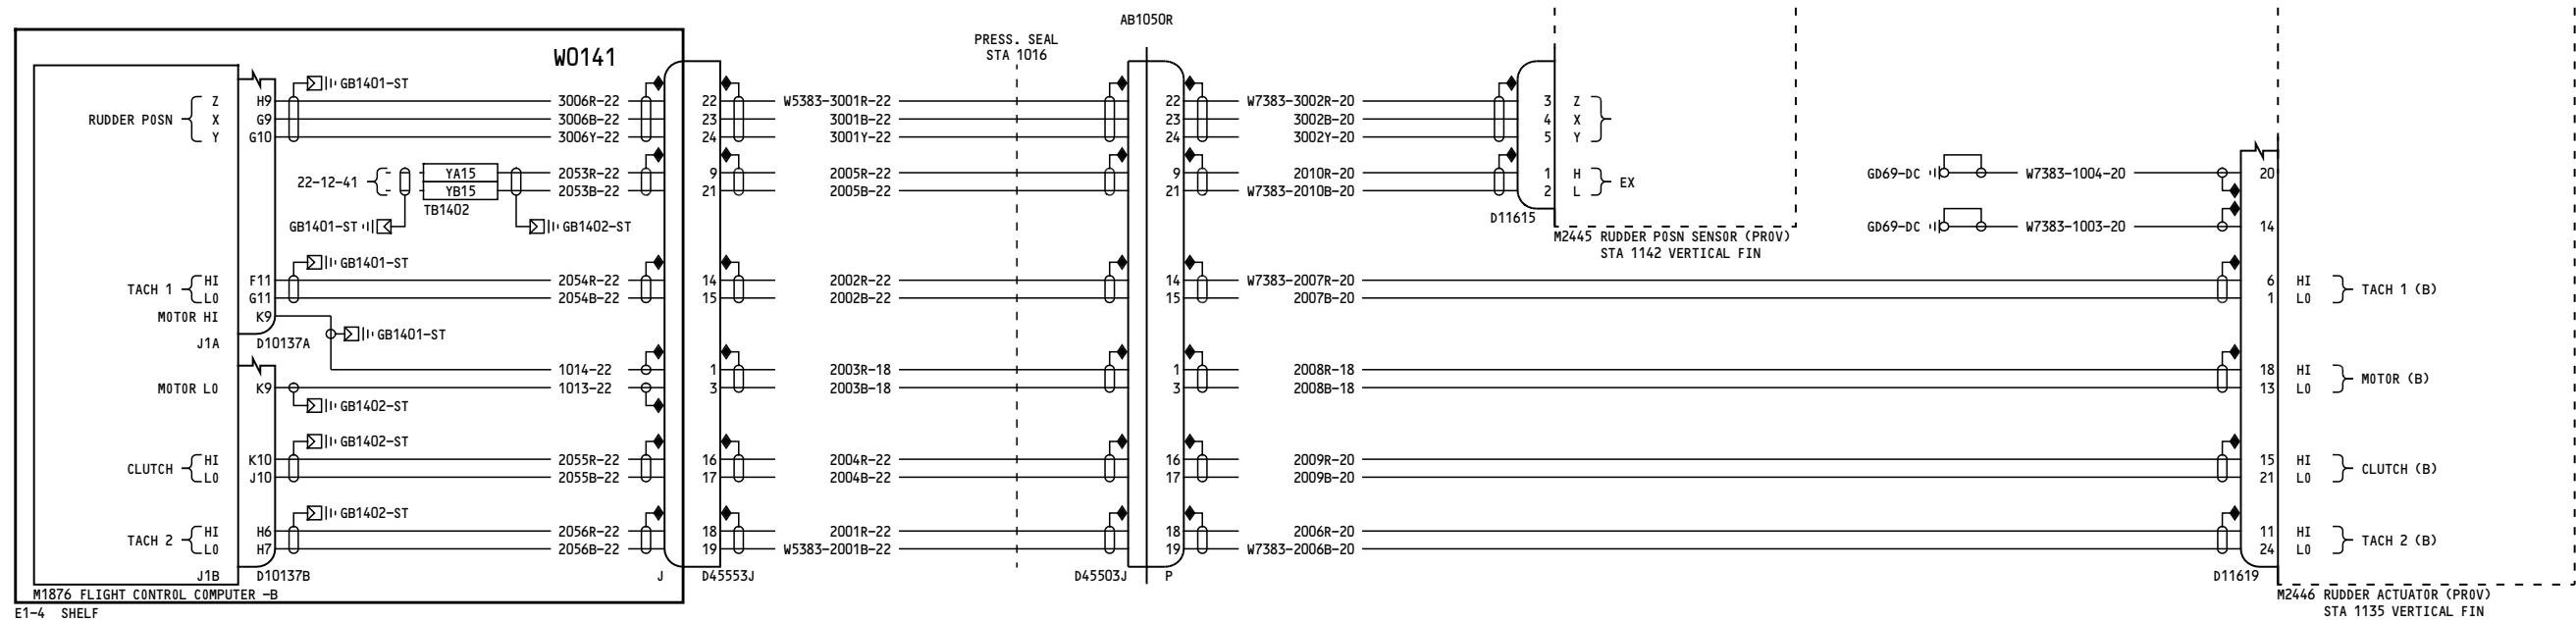 AB1050R
PRESS. SEAL
STA 1016
W0141
GB1401-ST
RUDDER POSN
Z H9 3006R-22 22 W5383-3001R-22 22 W7383-3002R-20 3 Z
X G9 3006B-22 23 3001B-22 23 3002B-20 4 X
Y G10 3006Y-22 24 3001Y-22 24 3002Y-20 5 Y
22-12-41
YA15 2053R-22 9 2005R-22 9 2010R-20 1 H
YB15 2053B-22 21 2005B-22 21 W7383-2010B-20 2 L
EX
GD69-DC W7383-1004-20 20
TB1402
D11615
GB1401-ST GB1402-ST
GD69-DC W7383-1003-20 14
M2445 RUDDER POSN SENSOR (PROV)
STA 1142 VERTICAL FIN
GB1401-ST
TACH 1
HI F11 2054R-22 14 2002R-22 14 W7383-2007R-20 6 HI
LO G11 2054B-22 15 2002B-22 15 2007B-20 1 LO
TACH 1 (B)
MOTOR HI K9
GB1401-ST
J1A D10137A
1014-22 1 2003R-18 1 2008R-18 18 HI
MOTOR LO K9 1013-22 3 2003B-18 3 2008B-18 13 LO
MOTOR (B)
GB1402-ST
GB1402-ST
CLUTCH
HI K10 2055R-22 16 2004R-22 16 2009R-20 15 HI
LO J10 2055B-22 17 2004B-22 17 2009B-20 21 LO
CLUTCH (B)
GB1402-ST
TACH 2
HI H6 2056R-22 18 2001R-22 18 2006R-20 11 HI
LO H7 2056B-22 19 W5383-2001B-22 19 W7383-2006B-20 24 LO
TACH 2 (B)
J1B D10137B J D45553J D45503J P D11619
M1876 FLIGHT CONTROL COMPUTER -B
E1-4 SHELF
M2446 RUDDER ACTUATOR (PROV)
STA 1135 VERTICAL FIN